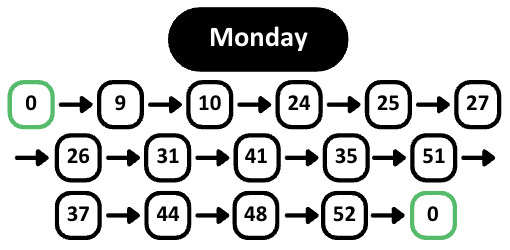 Monday
0 → 9 → 10 → 24 → 25 → 27
→ 26 → 31 → 41 → 35 → 51 →
37 → 44 → 48 → 52 → 0